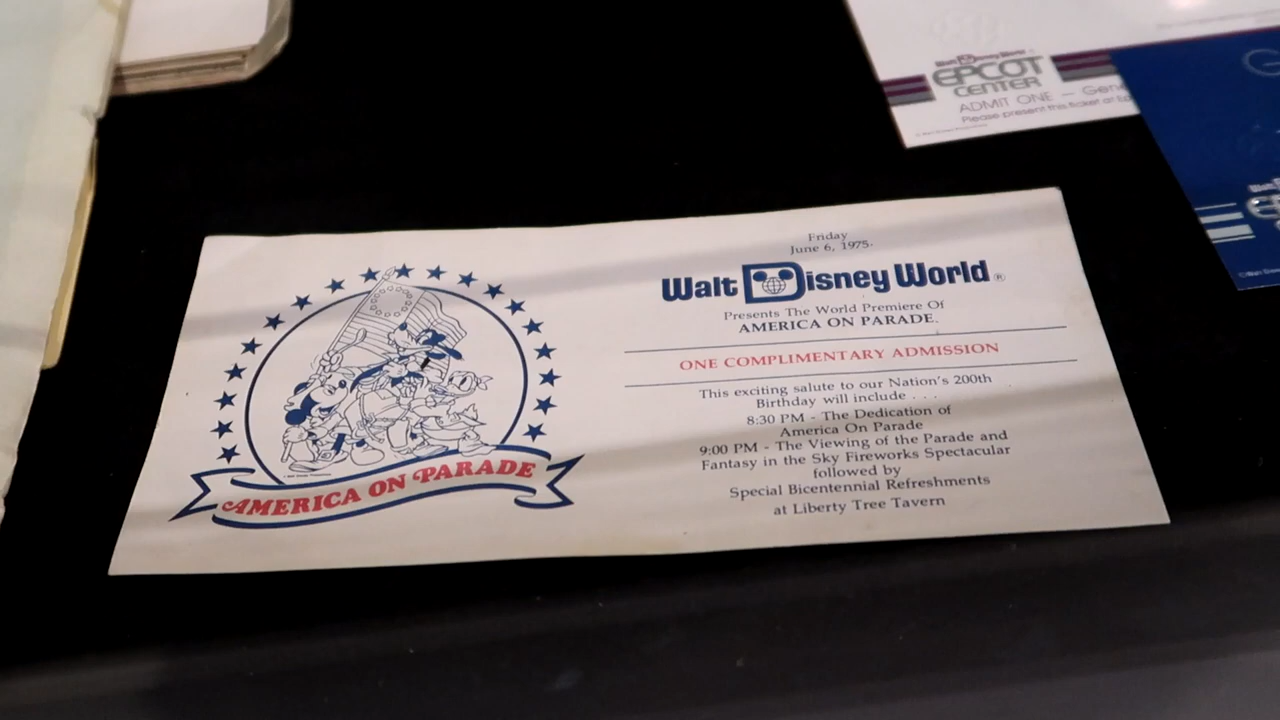 Walt Disney World
EPCOT
CENTER
ADMIT ONE — Gene
Please present this ticket at Ep
Friday
June 6, 1975.
Walt Disney World®
Presents The World Premiere Of
AMERICA ON PARADE.
ONE COMPLIMENTARY ADMISSION
This exciting salute to our Nation's 200th
Birthday will include . . .
8:30 PM - The Dedication of
America On Parade
9:00 PM - The Viewing of the Parade and
Fantasy in the Sky Fireworks Spectacular
followed by
Special Bicentennial Refreshments
at Liberty Tree Tavern
AMERICA ON PARADE